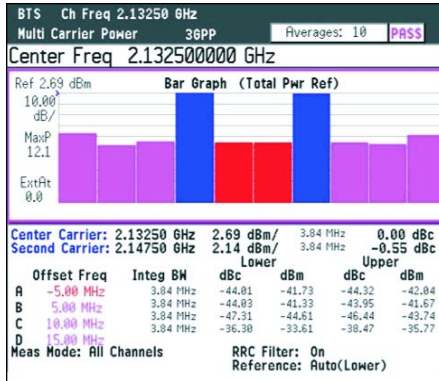 BTS Ch Freq 2.13250 GHz
Multi Carrier Power 3GPP Averages: 10 PASS
Center Freq 2.132500000 GHz
Ref 2.69 dBm Bar Graph (Total Pwr Ref)
10.00
dB/
MaxP
12.1
ExtAt
0.0
Center Carrier: 2.13250 GHz 2.69 dBm/ 3.84 MHz 0.00 dBc
Second Carrier: 2.14750 GHz 2.14 dBm/ 3.84 MHz -0.55 dBc
Lower Upper
Offset Freq Integ BW dBc dBm dBc dBm
A -5.00 MHz 3.84 MHz -44.01 -41.73 -44.32 -42.04
B 5.00 MHz 3.84 MHz -44.03 -41.33 -43.95 -41.67
C 10.00 MHz 3.84 MHz -47.31 -44.61 -46.44 -43.74
D 15.00 MHz 3.84 MHz -36.30 -33.61 -38.47 -35.77
Meas Mode: All Channels RRC Filter: On
Reference: Auto(Lower)